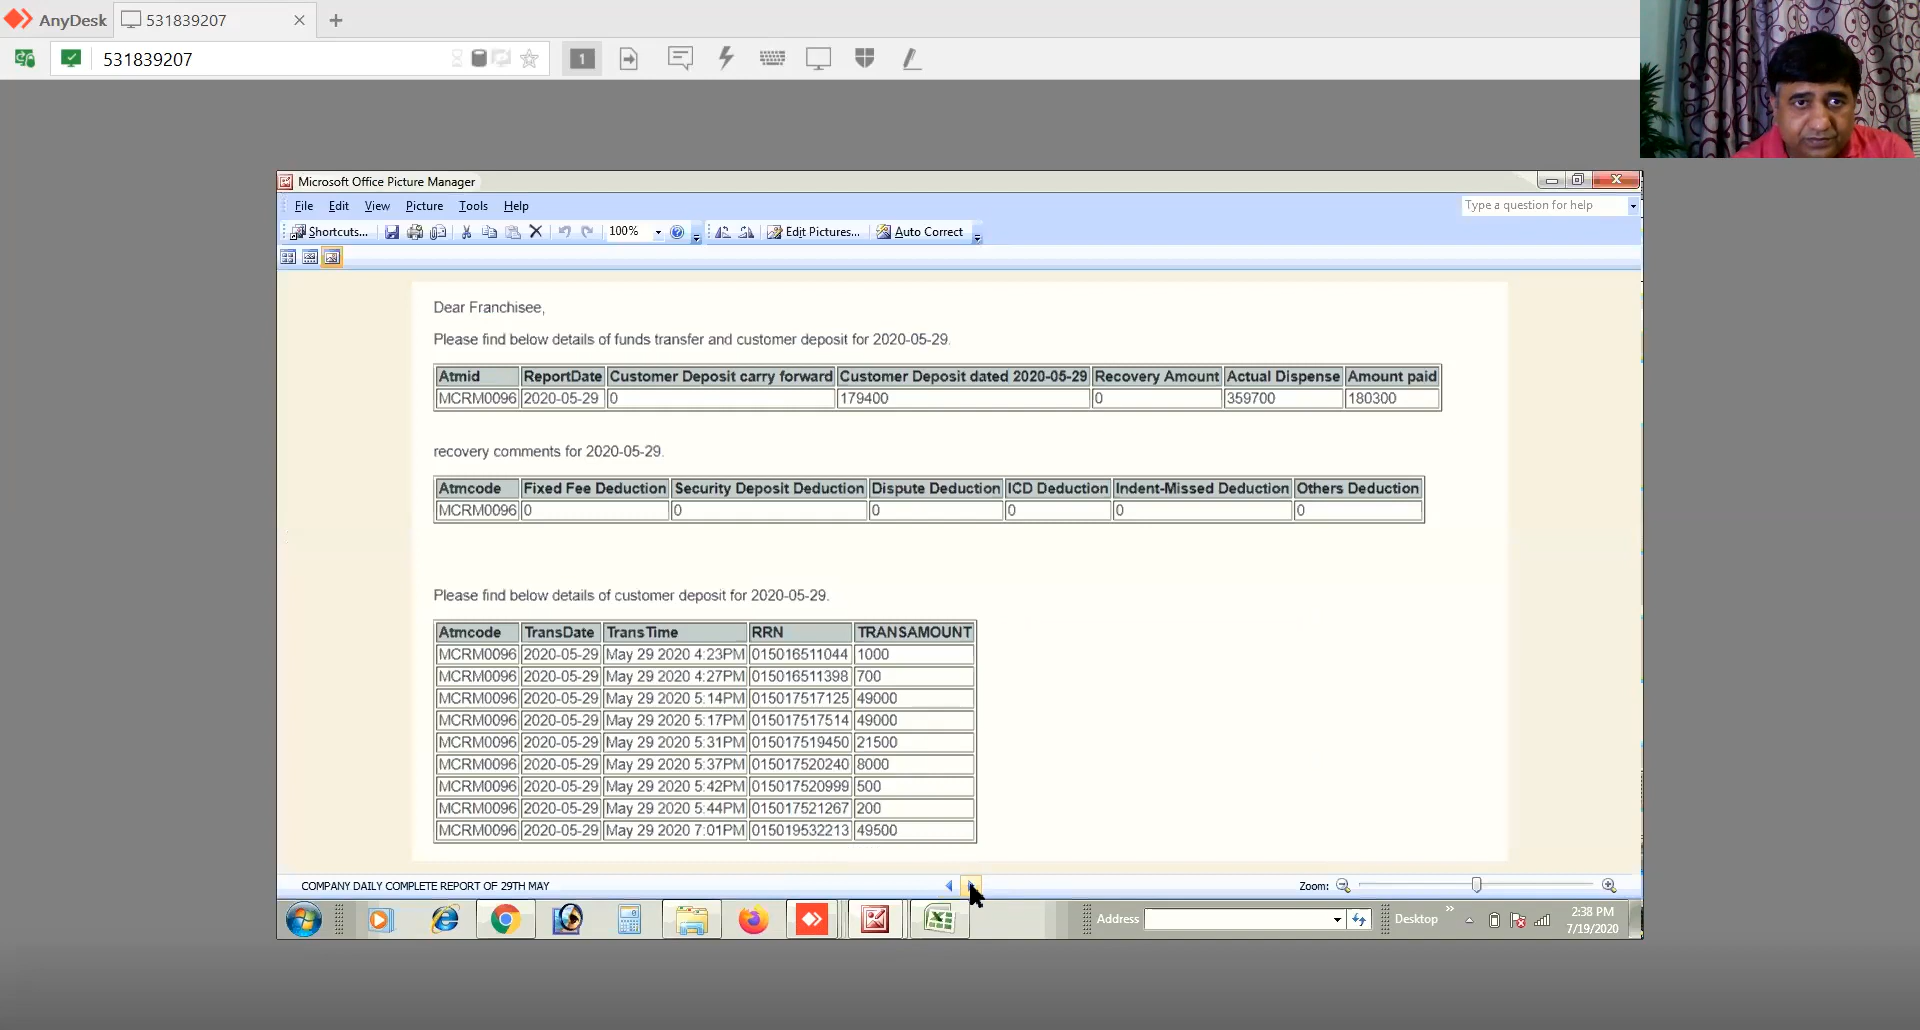 AnyDesk 531839207
531839207 1
Microsoft Office Picture Manager
File Edit View Picture Tools Help Type a question for help
Shortcuts... 100% Edit Pictures... Auto Correct
Dear Franchisee,
Please find below details of funds transfer and customer deposit for 2020-05-29.
Atmid ReportDate Customer Deposit carry forward Customer Deposit dated 2020-05-29 Recovery Amount Actual Dispense Amount paid
MCRM0096 2020-05-29 0 179400 0 359700 180300
recovery comments for 2020-05-29.
Atmcode Fixed Fee Deduction Security Deposit Deduction Dispute Deduction ICD Deduction Indent-Missed Deduction Others Deduction
MCRM0096 0 0 0 0 0 0
Please find below details of customer deposit for 2020-05-29.
Atmcode TransDate TransTime RRN TRANSAMOUNT
MCRM0096 2020-05-29 May 29 2020 4:23PM 015016511044 1000
MCRM0096 2020-05-29 May 29 2020 4:27PM 015016511398 700
MCRM0096 2020-05-29 May 29 2020 5:14PM 015017517125 49000
MCRM0096 2020-05-29 May 29 2020 5:17PM 015017517514 49000
MCRM0096 2020-05-29 May 29 2020 5:31PM 015017519450 21500
MCRM0096 2020-05-29 May 29 2020 5:37PM 015017520240 8000
MCRM0096 2020-05-29 May 29 2020 5:42PM 015017520999 500
MCRM0096 2020-05-29 May 29 2020 5:44PM 015017521267 200
MCRM0096 2020-05-29 May 29 2020 7:01PM 015019532213 49500
COMPANY DAILY COMPLETE REPORT OF 29TH MAY Zoom:
Address Desktop 2:38 PM
7/19/2020